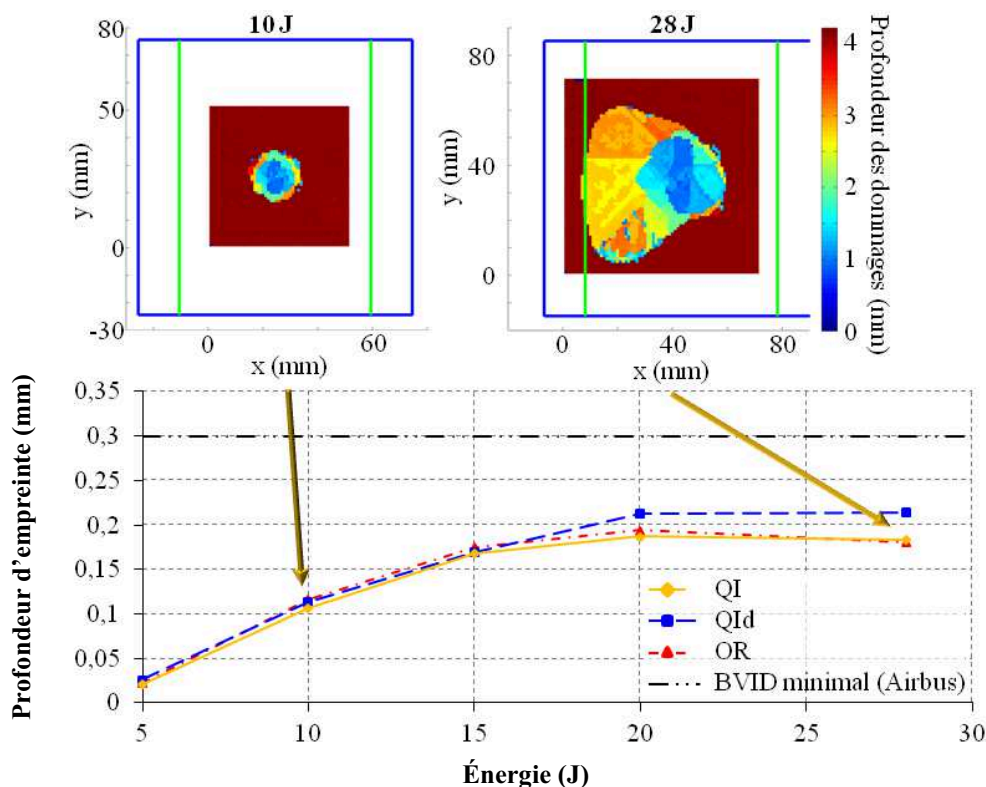 10 J
80
50
0
-30
y (mm)
0
60
x (mm)
28 J
80
60
40
20
0
y (mm)
0
40
80
x (mm)
4
3
2
1
0
Profondeur des dommages (mm)
0,35
0,3
0,25
0,2
0,15
0,1
0,05
0
Profondeur d'empreinte (mm)
QI
QId
OR
BVID minimal (Airbus)
5
10
15
20
25
30
Énergie (J)